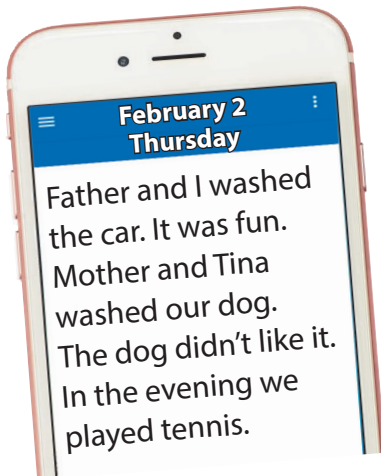 February 2
Thursday
Father and I washed
the car. It was fun.
Mother and Tina
washed our dog.
The dog didn't like it.
In the evening we
played tennis.